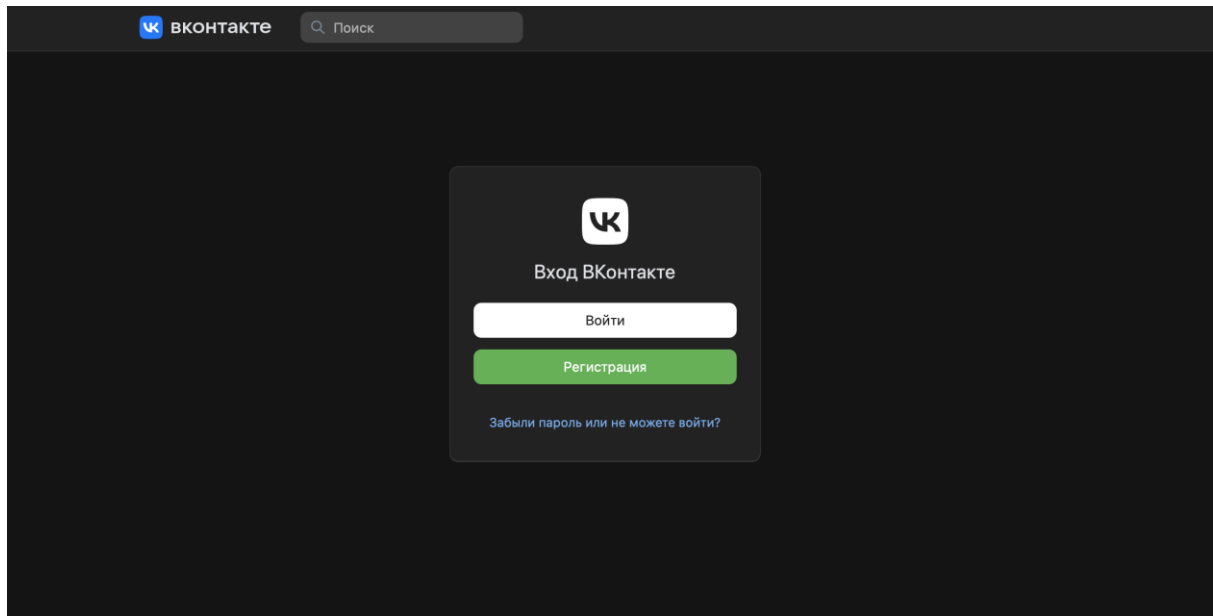 вконтакте
Поиск
Вход ВКонтакте
Войти
Регистрация
Забыли пароль или не можете войти?